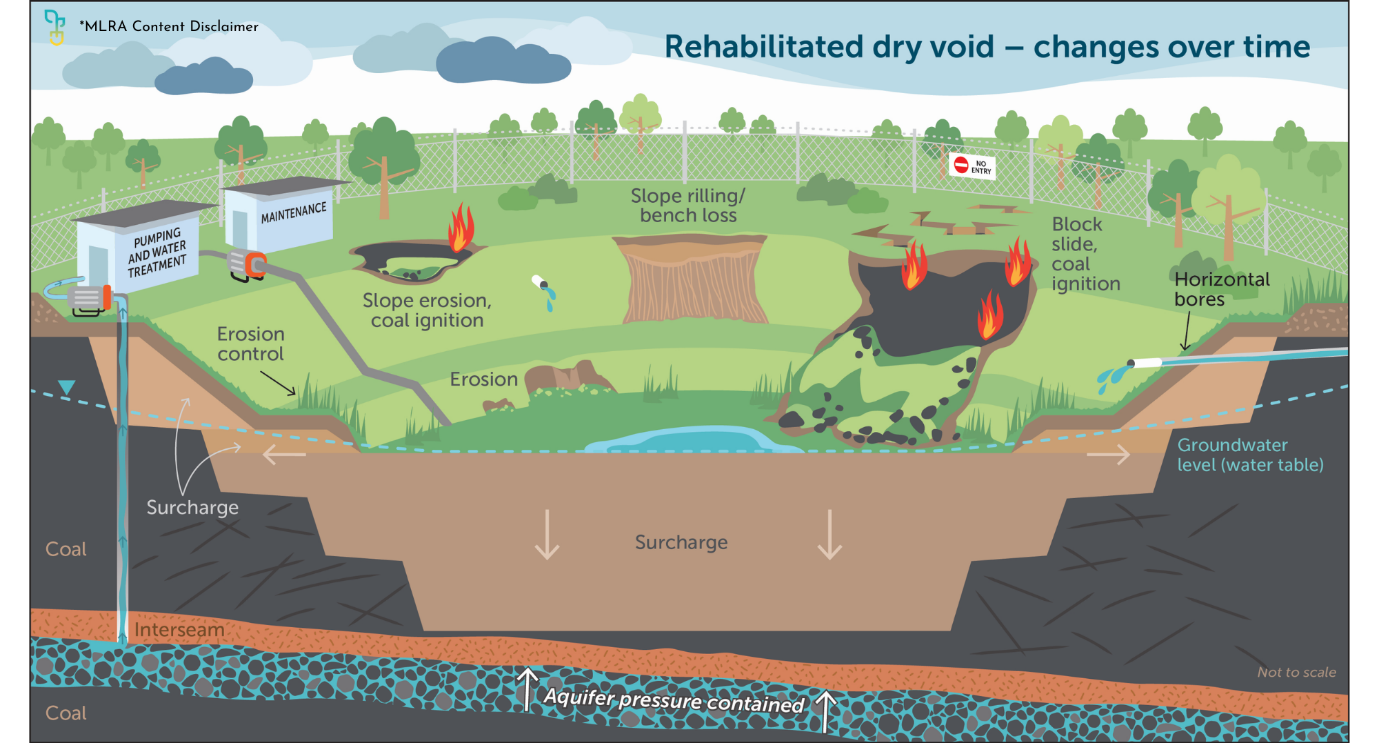 *MLRA Content Disclaimer
Rehabilitated dry void – changes over time
NO
ENTRY
MAINTENANCE
PUMPING
AND WATER
TREATMENT
Slope rilling/
bench loss
Block
slide,
coal
ignition
Horizontal
bores
Slope erosion,
coal ignition
Erosion
control
Erosion
Groundwater
level (water table)
Surcharge
Surcharge
Coal
Interseam
Not to scale
Aquifer pressure contained
Coal